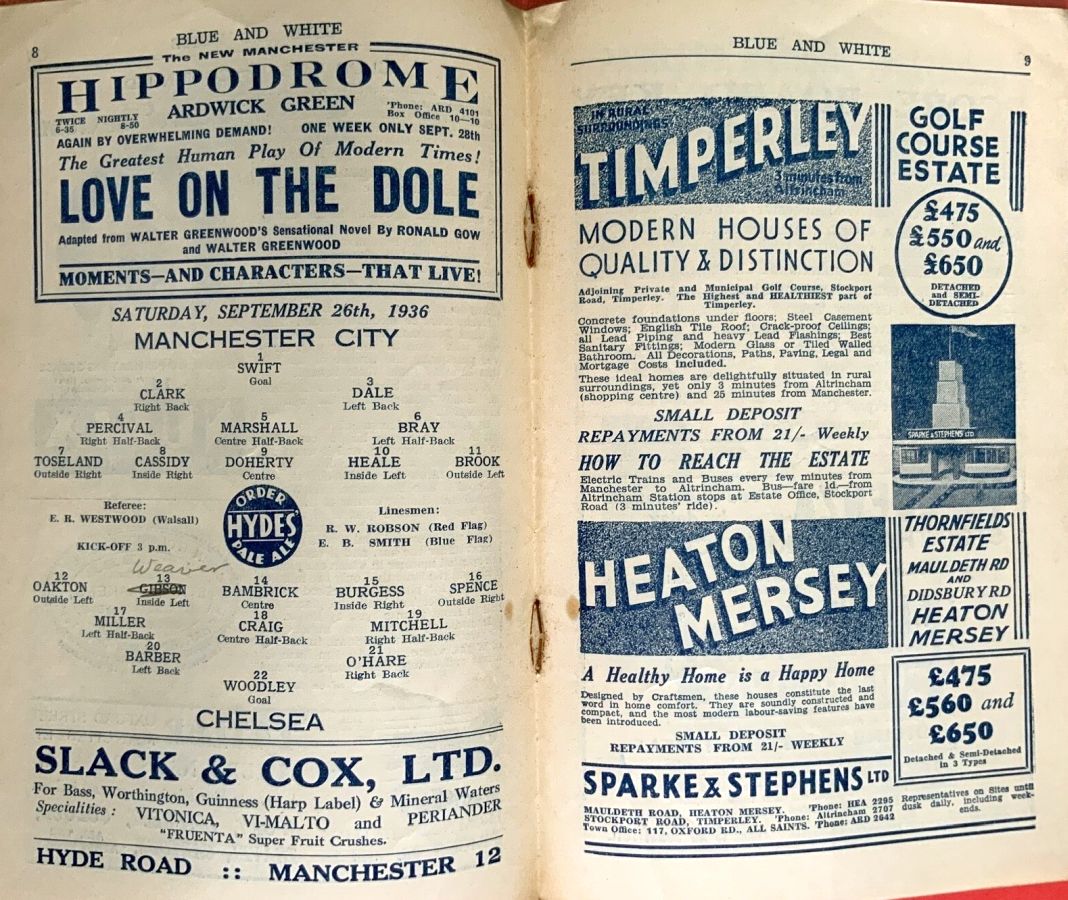 8
BLUE AND WHITE
The NEW MANCHESTER
HIPPODROME
TWICE NIGHTLY
6-35 8-50
ARDWICK GREEN
'Phone: ARD 4101
Box Office 10—10
AGAIN BY OVERWHELMING DEMAND! ONE WEEK ONLY SEPT. 28th
The Greatest Human Play Of Modern Times!
LOVE ON THE DOLE
Adapted from WALTER GREENWOOD'S Sensational Novel By RONALD GOW
and WALTER GREENWOOD
MOMENTS—AND CHARACTERS—THAT LIVE!
SATURDAY, SEPTEMBER 26th, 1936
MANCHESTER CITY
1
SWIFT
Goal
2 3
CLARK DALE
Right Back Left Back
4 5 6
PERCIVAL MARSHALL BRAY
Right Half-Back Centre Half-Back Left Half-Back
7 8 9 10 11
TOSELAND CASSIDY DOHERTY HEALE BROOK
Outside Right Inside Right Centre Inside Left Outside Left
Referee:
E. R. WESTWOOD (Walsall)
KICK-OFF 3 p.m.
ORDER
HYDES'
PALE ALE
Linesmen:
R. W. ROBSON (Red Flag)
E. B. SMITH (Blue Flag)
Weaver
12 13 14 15 16
OAKTON GIBSON BAMBRICK BURGESS SPENCE
Outside Left Inside Left Centre Inside Right Outside Right
17 18 19
MILLER CRAIG MITCHELL
Left Half-Back Centre Half-Back Right Half-Back
20 21
BARBER O'HARE
Left Back Right Back
22
WOODLEY
Goal
CHELSEA
SLACK & COX, LTD.
For Bass, Worthington, Guinness (Harp Label) & Mineral Waters
Specialities: VITONICA, VI-MALTO and PERIANDER
"FRUENTA" Super Fruit Crushes.
HYDE ROAD :: MANCHESTER 12
BLUE AND WHITE
9
IN RURAL
SURROUNDINGS
TIMPERLEY
3 minutes from
Altrincham
GOLF
COURSE
ESTATE
£475
£550 and
£650
DETACHED
and SEMI-
DETACHED
MODERN HOUSES OF
QUALITY & DISTINCTION
Adjoining Private and Municipal Golf Course, Stockport
Road, Timperley. The Highest and HEALTHIEST part of
Timperley.
Concrete foundations under floors; Steel Casement
Windows; English Tile Roof; Crack-proof Ceilings;
all Lead Piping and heavy Lead Flashings; Best
Sanitary Fittings; Modern Glass or Tiled Walled
Bathroom. All Decorations, Paths, Paving, Legal and
Mortgage Costs included.
These ideal homes are delightfully situated in rural
surroundings, yet only 3 minutes from Altrincham
(shopping centre) and 25 minutes from Manchester.
SMALL DEPOSIT
REPAYMENTS FROM 21/- Weekly
HOW TO REACH THE ESTATE
Electric Trains and Buses every few minutes from
Manchester to Altrincham. Bus—fare 1d.—from
Altrincham Station stops at Estate Office, Stockport
Road (3 minutes' ride).
SPARKE & STEPHENS LTD
HEATON
MERSEY
THORNFIELDS
ESTATE
MAULDETH RD
AND
DIDSBURY RD
HEATON
MERSEY
A Healthy Home is a Happy Home
Designed by Craftsmen, these houses constitute the last
word in home comfort. They are soundly constructed and
compact, and the most modern labour-saving features have
been introduced.
SMALL DEPOSIT
REPAYMENTS FROM 21/- WEEKLY
£475
£560 and
£650
Detached & Semi-Detached
in 3 Types
SPARKE & STEPHENS LTD
MAULDETH ROAD, HEATON MERSEY. 'Phone: HEA 2295
STOCKPORT ROAD, TIMPERLEY. 'Phone: Altrincham 2707
Town Office: 117, OXFORD RD., ALL SAINTS. 'Phone: ARD 2642
Representatives on Sites until
dusk daily, including week-
ends.